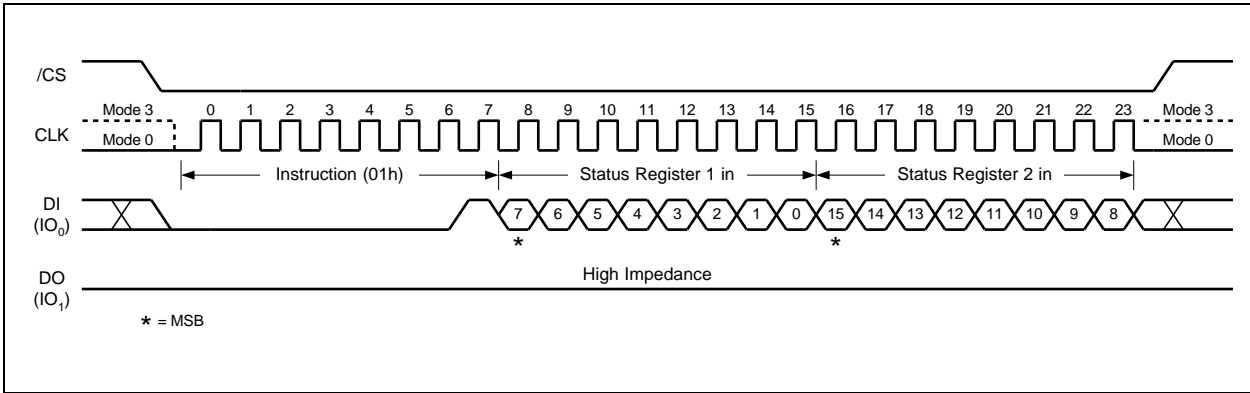 /CS
Mode 3 0 1 2 3 4 5 6 7 8 9 10 11 12 13 14 15 16 17 18 19 20 21 22 23 Mode 3
CLK
Mode 0 Mode 0
Instruction (01h) Status Register 1 in Status Register 2 in
DI
(IO0)
7 6 5 4 3 2 1 0 15 14 13 12 11 10 9 8
* *
High Impedance
DO
(IO1)
* = MSB